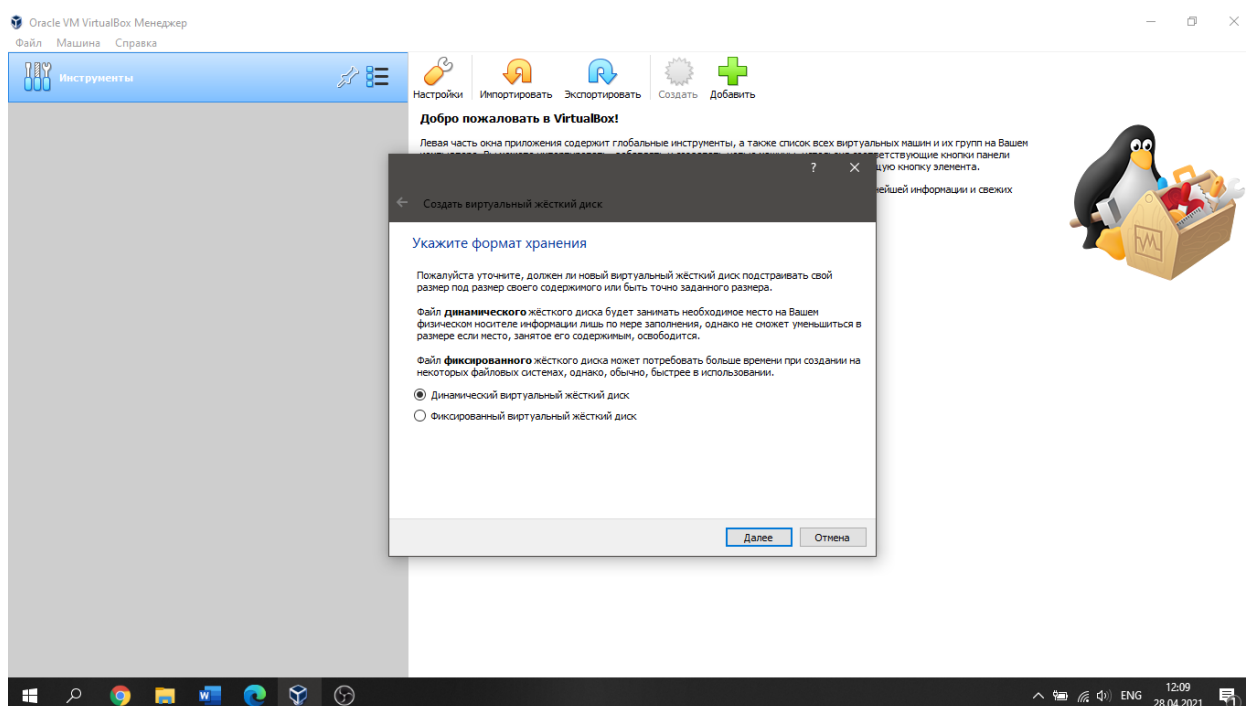 Oracle VM VirtualBox Менеджер
Файл Машина Справка
Инструменты
Настройки Импортировать Экспортировать Создать Добавить
Добро пожаловать в VirtualBox!
Левая часть окна приложения содержит глобальные инструменты, а также список всех виртуальных машин и их групп на Вашем
кнопки панели
кнопку элемента.
информации и свежих
? ×
Создать виртуальный жёсткий диск
Укажите формат хранения
Пожалуйста уточните, должен ли новый виртуальный жёсткий диск подстраивать свой
размер под размер своего содержимого или быть точно заданного размера.
Файл динамического жёсткого диска будет занимать необходимое место на Вашем
физическом носителе информации лишь по мере заполнения, однако не сможет уменьшиться в
размере если место, занятое его содержимым, освободится.
Файл фиксированного жёсткого диска может потребовать больше времени при создании на
некоторых файловых системах, однако, обычно, быстрее в использовании.
Динамический виртуальный жёсткий диск
Фиксированный виртуальный жёсткий диск
Далее Отмена
ENG
12:09
28.04.2021